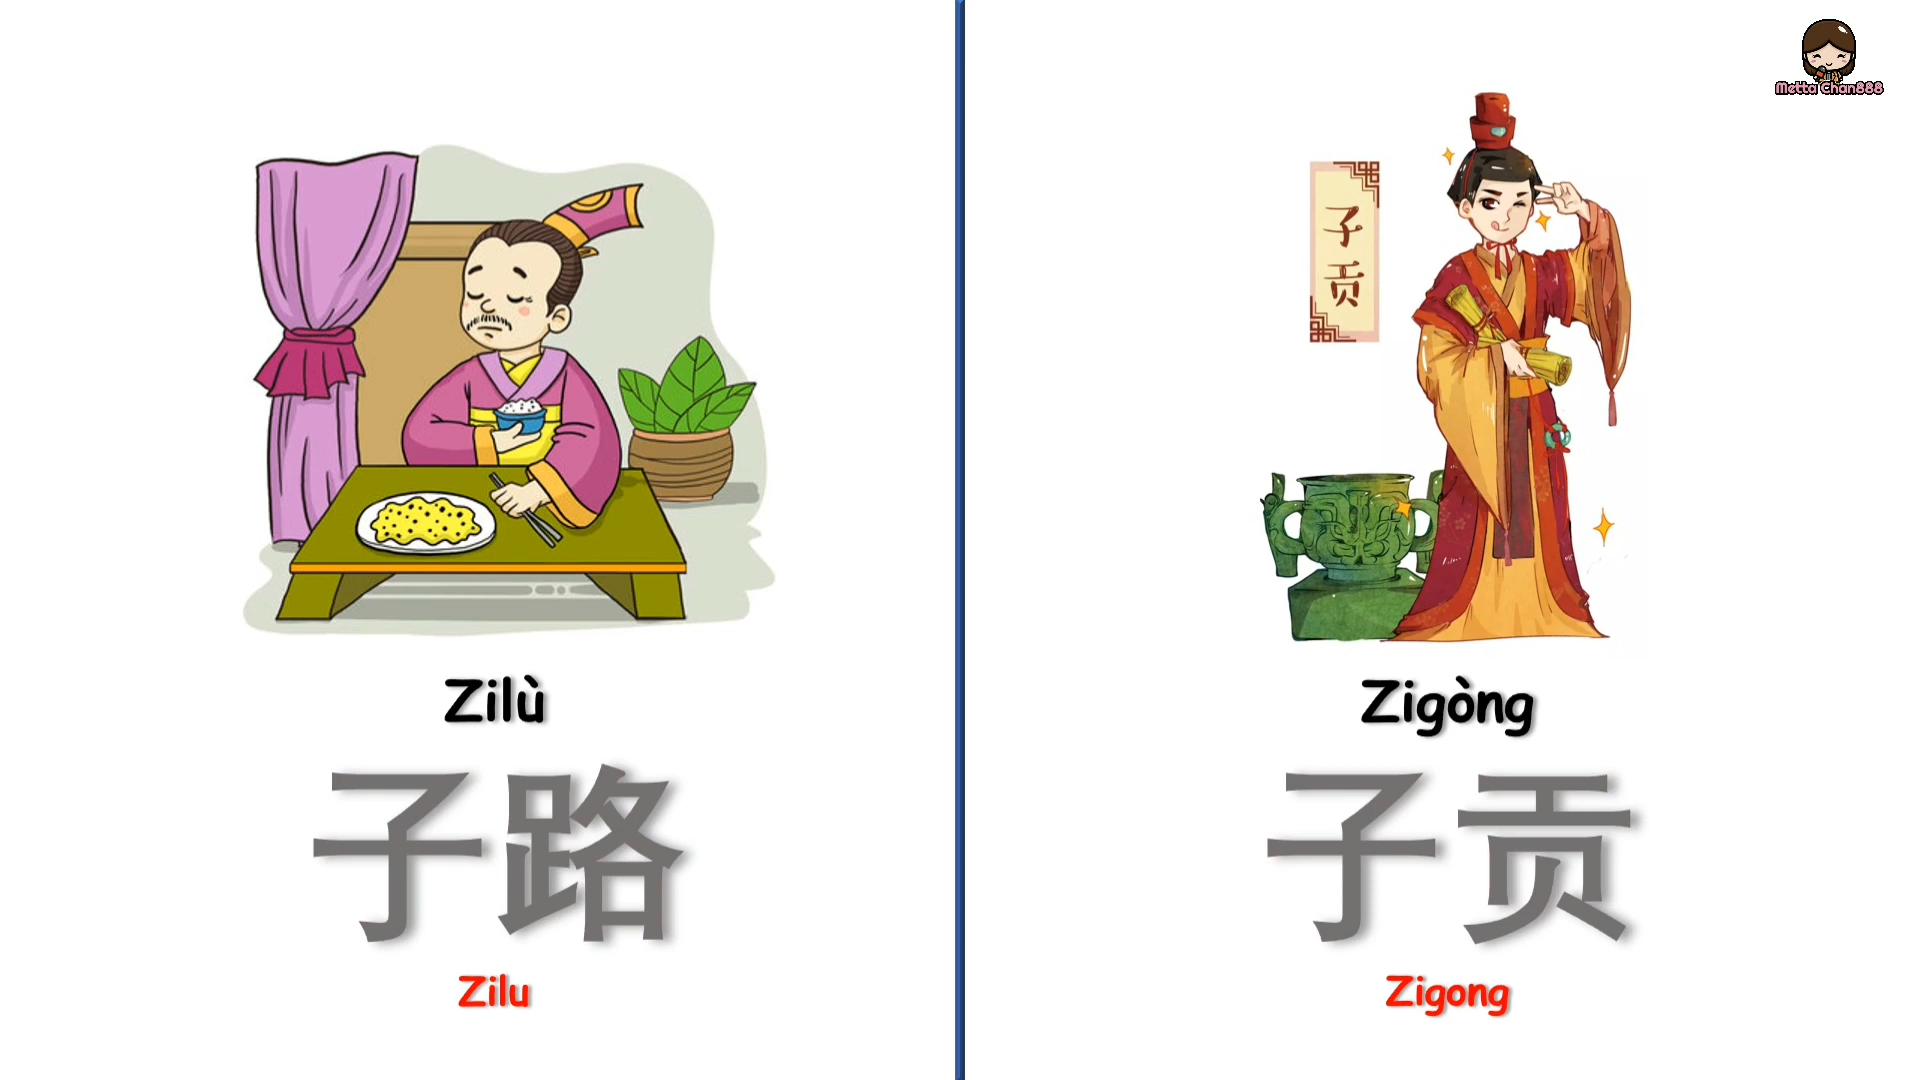 Metta Chan888
子贡
Zilù
子路
Zilu
Zigòng
子贡
Zigong